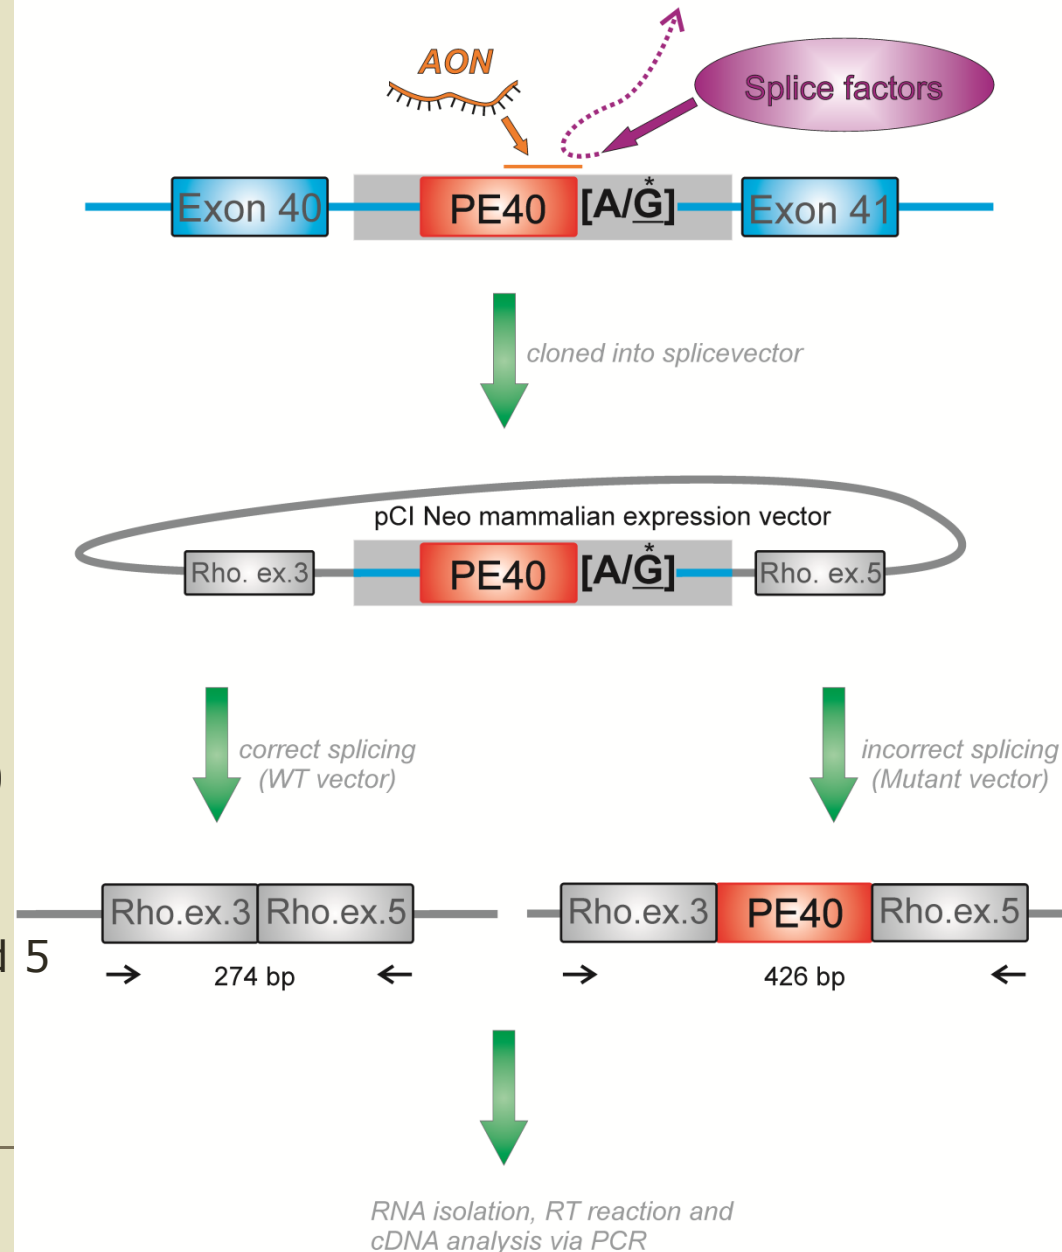 AON
Splice factors
Exon 40
PE40
[A/G*]
Exon 41
cloned into splicevector
pCI Neo mammalian expression vector
Rho. ex.3
PE40
[A/G*]
Rho. ex.5
correct splicing
(WT vector)
incorrect splicing
(Mutant vector)
)
Rho.ex.3
Rho.ex.5
Rho.ex.3
PE40
Rho.ex.5
5
274 bp
426 bp
RNA isolation, RT reaction and
cDNA analysis via PCR